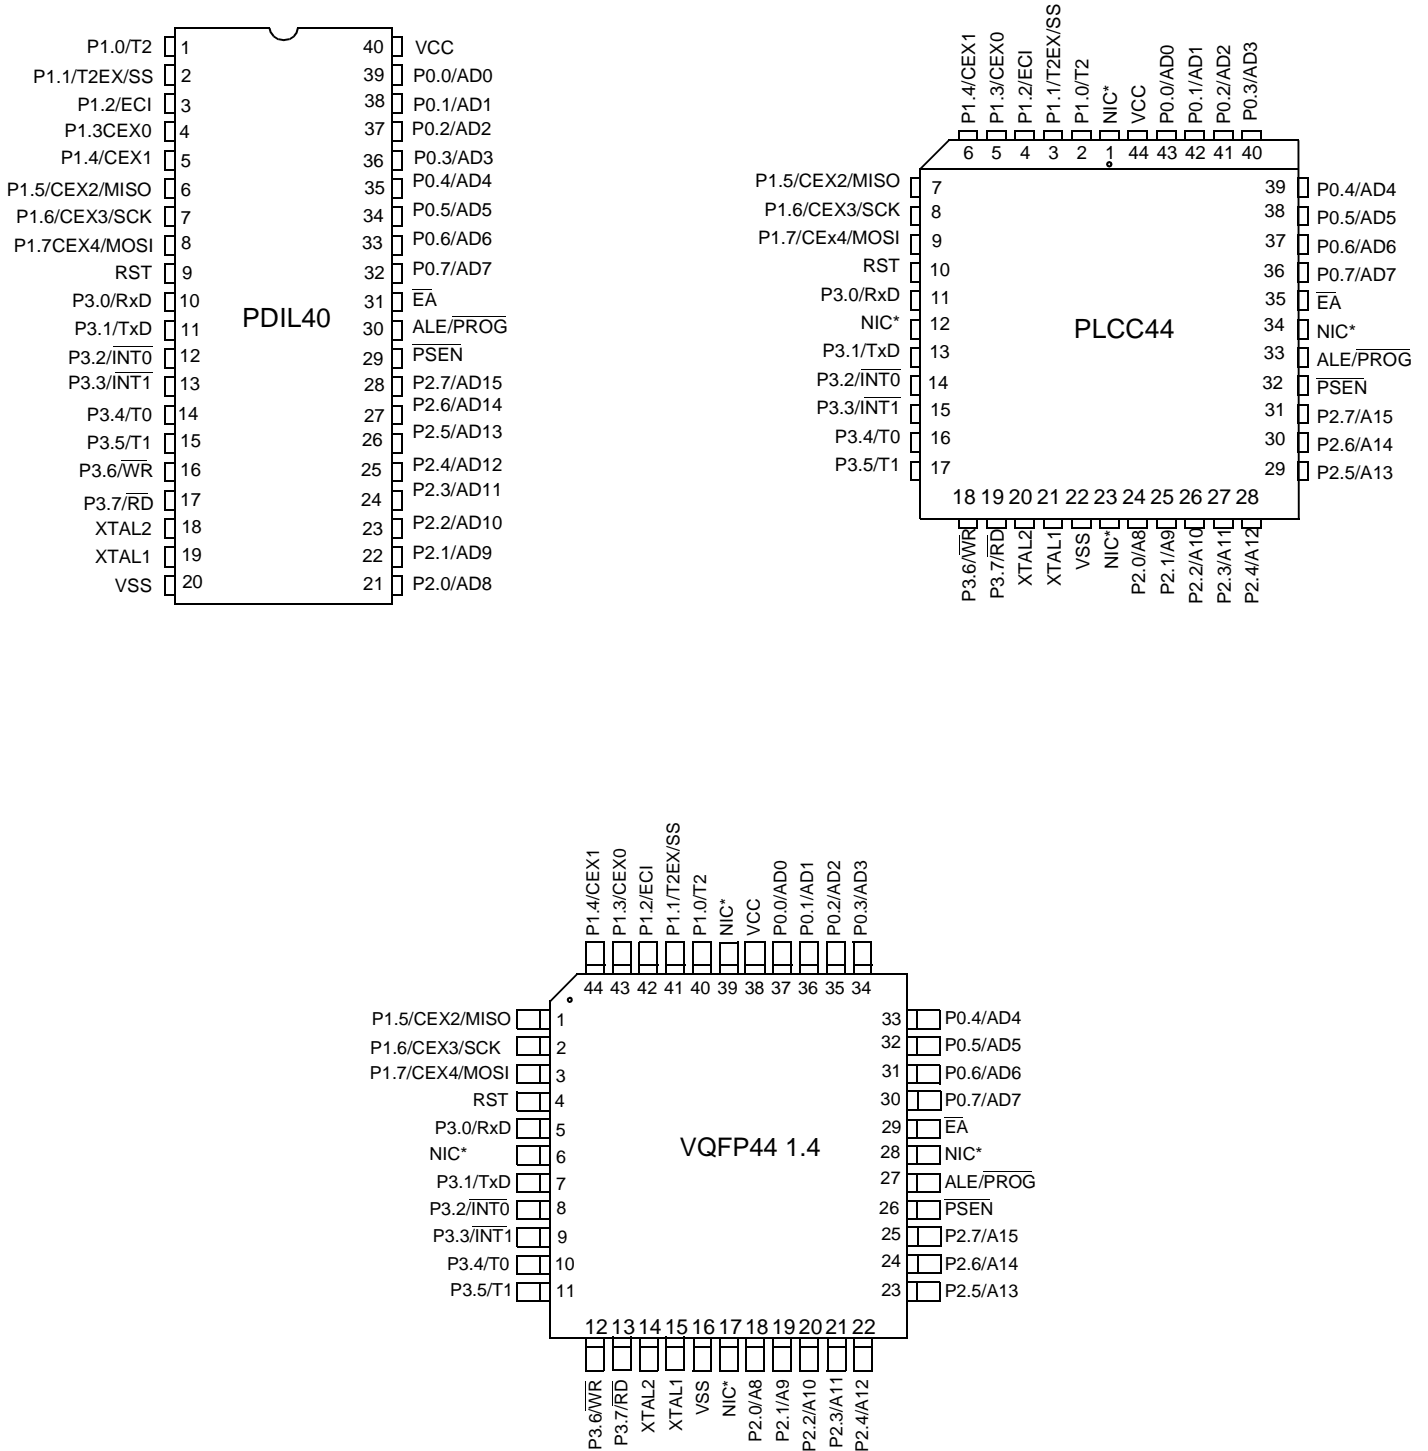 P1.0/T2 1 40 VCC
P1.1/T2EX/SS 2 39 P0.0/AD0
P1.2/ECI 3 38 P0.1/AD1
P1.3CEX0 4 37 P0.2/AD2
P1.4/CEX1 5 36 P0.3/AD3
P1.5/CEX2/MISO 6 35 P0.4/AD4
P1.6/CEX3/SCK 7 34 P0.5/AD5
P1.7CEX4/MOSI 8 33 P0.6/AD6
RST 9 32 P0.7/AD7
P3.0/RxD 10 31 EA
PDIL40
P3.1/TxD 11 30 ALE/PROG
P3.2/INT0 12 29 PSEN
P3.3/INT1 13 28 P2.7/AD15
P3.4/T0 14 27 P2.6/AD14
P3.5/T1 15 26 P2.5/AD13
P3.6/WR 16 25 P2.4/AD12
P3.7/RD 17 24 P2.3/AD11
XTAL2 18 23 P2.2/AD10
XTAL1 19 22 P2.1/AD9
VSS 20 21 P2.0/AD8
P1.4/CEX1 P1.3/CEX0 P1.2/ECI P1.1/T2EX/SS P1.0/T2 NIC* VCC P0.0/AD0 P0.1/AD1 P0.2/AD2 P0.3/AD3
6 5 4 3 2 1 44 43 42 41 40
P1.5/CEX2/MISO 7 39 P0.4/AD4
P1.6/CEX3/SCK 8 38 P0.5/AD5
P1.7/CEx4/MOSI 9 37 P0.6/AD6
RST 10 36 P0.7/AD7
P3.0/RxD 11 35 EA
NIC* 12 34 NIC*
PLCC44
P3.1/TxD 13 33 ALE/PROG
P3.2/INT0 14 32 PSEN
P3.3/INT1 15 31 P2.7/A15
P3.4/T0 16 30 P2.6/A14
P3.5/T1 17 29 P2.5/A13
18 19 20 21 22 23 24 25 26 27 28
P3.6/WR P3.7/RD XTAL2 XTAL1 VSS NIC* P2.0/A8 P2.1/A9 P2.2/A10 P2.3/A11 P2.4/A12
P1.4/CEX1 P1.3/CEX0 P1.2/ECI P1.1/T2EX/SS P1.0/T2 NIC* VCC P0.0/AD0 P0.1/AD1 P0.2/AD2 P0.3/AD3
44 43 42 41 40 39 38 37 36 35 34
P1.5/CEX2/MISO 1 33 P0.4/AD4
P1.6/CEX3/SCK 2 32 P0.5/AD5
P1.7/CEX4/MOSI 3 31 P0.6/AD6
RST 4 30 P0.7/AD7
P3.0/RxD 5 29 EA
VQFP44 1.4
NIC* 6 28 NIC*
P3.1/TxD 7 27 ALE/PROG
P3.2/INT0 8 26 PSEN
P3.3/INT1 9 25 P2.7/A15
P3.4/T0 10 24 P2.6/A14
P3.5/T1 11 23 P2.5/A13
12 13 14 15 16 17 18 19 20 21 22
P3.6/WR P3.7/RD XTAL2 XTAL1 VSS NIC* P2.0/A8 P2.1/A9 P2.2/A10 P2.3/A11 P2.4/A12